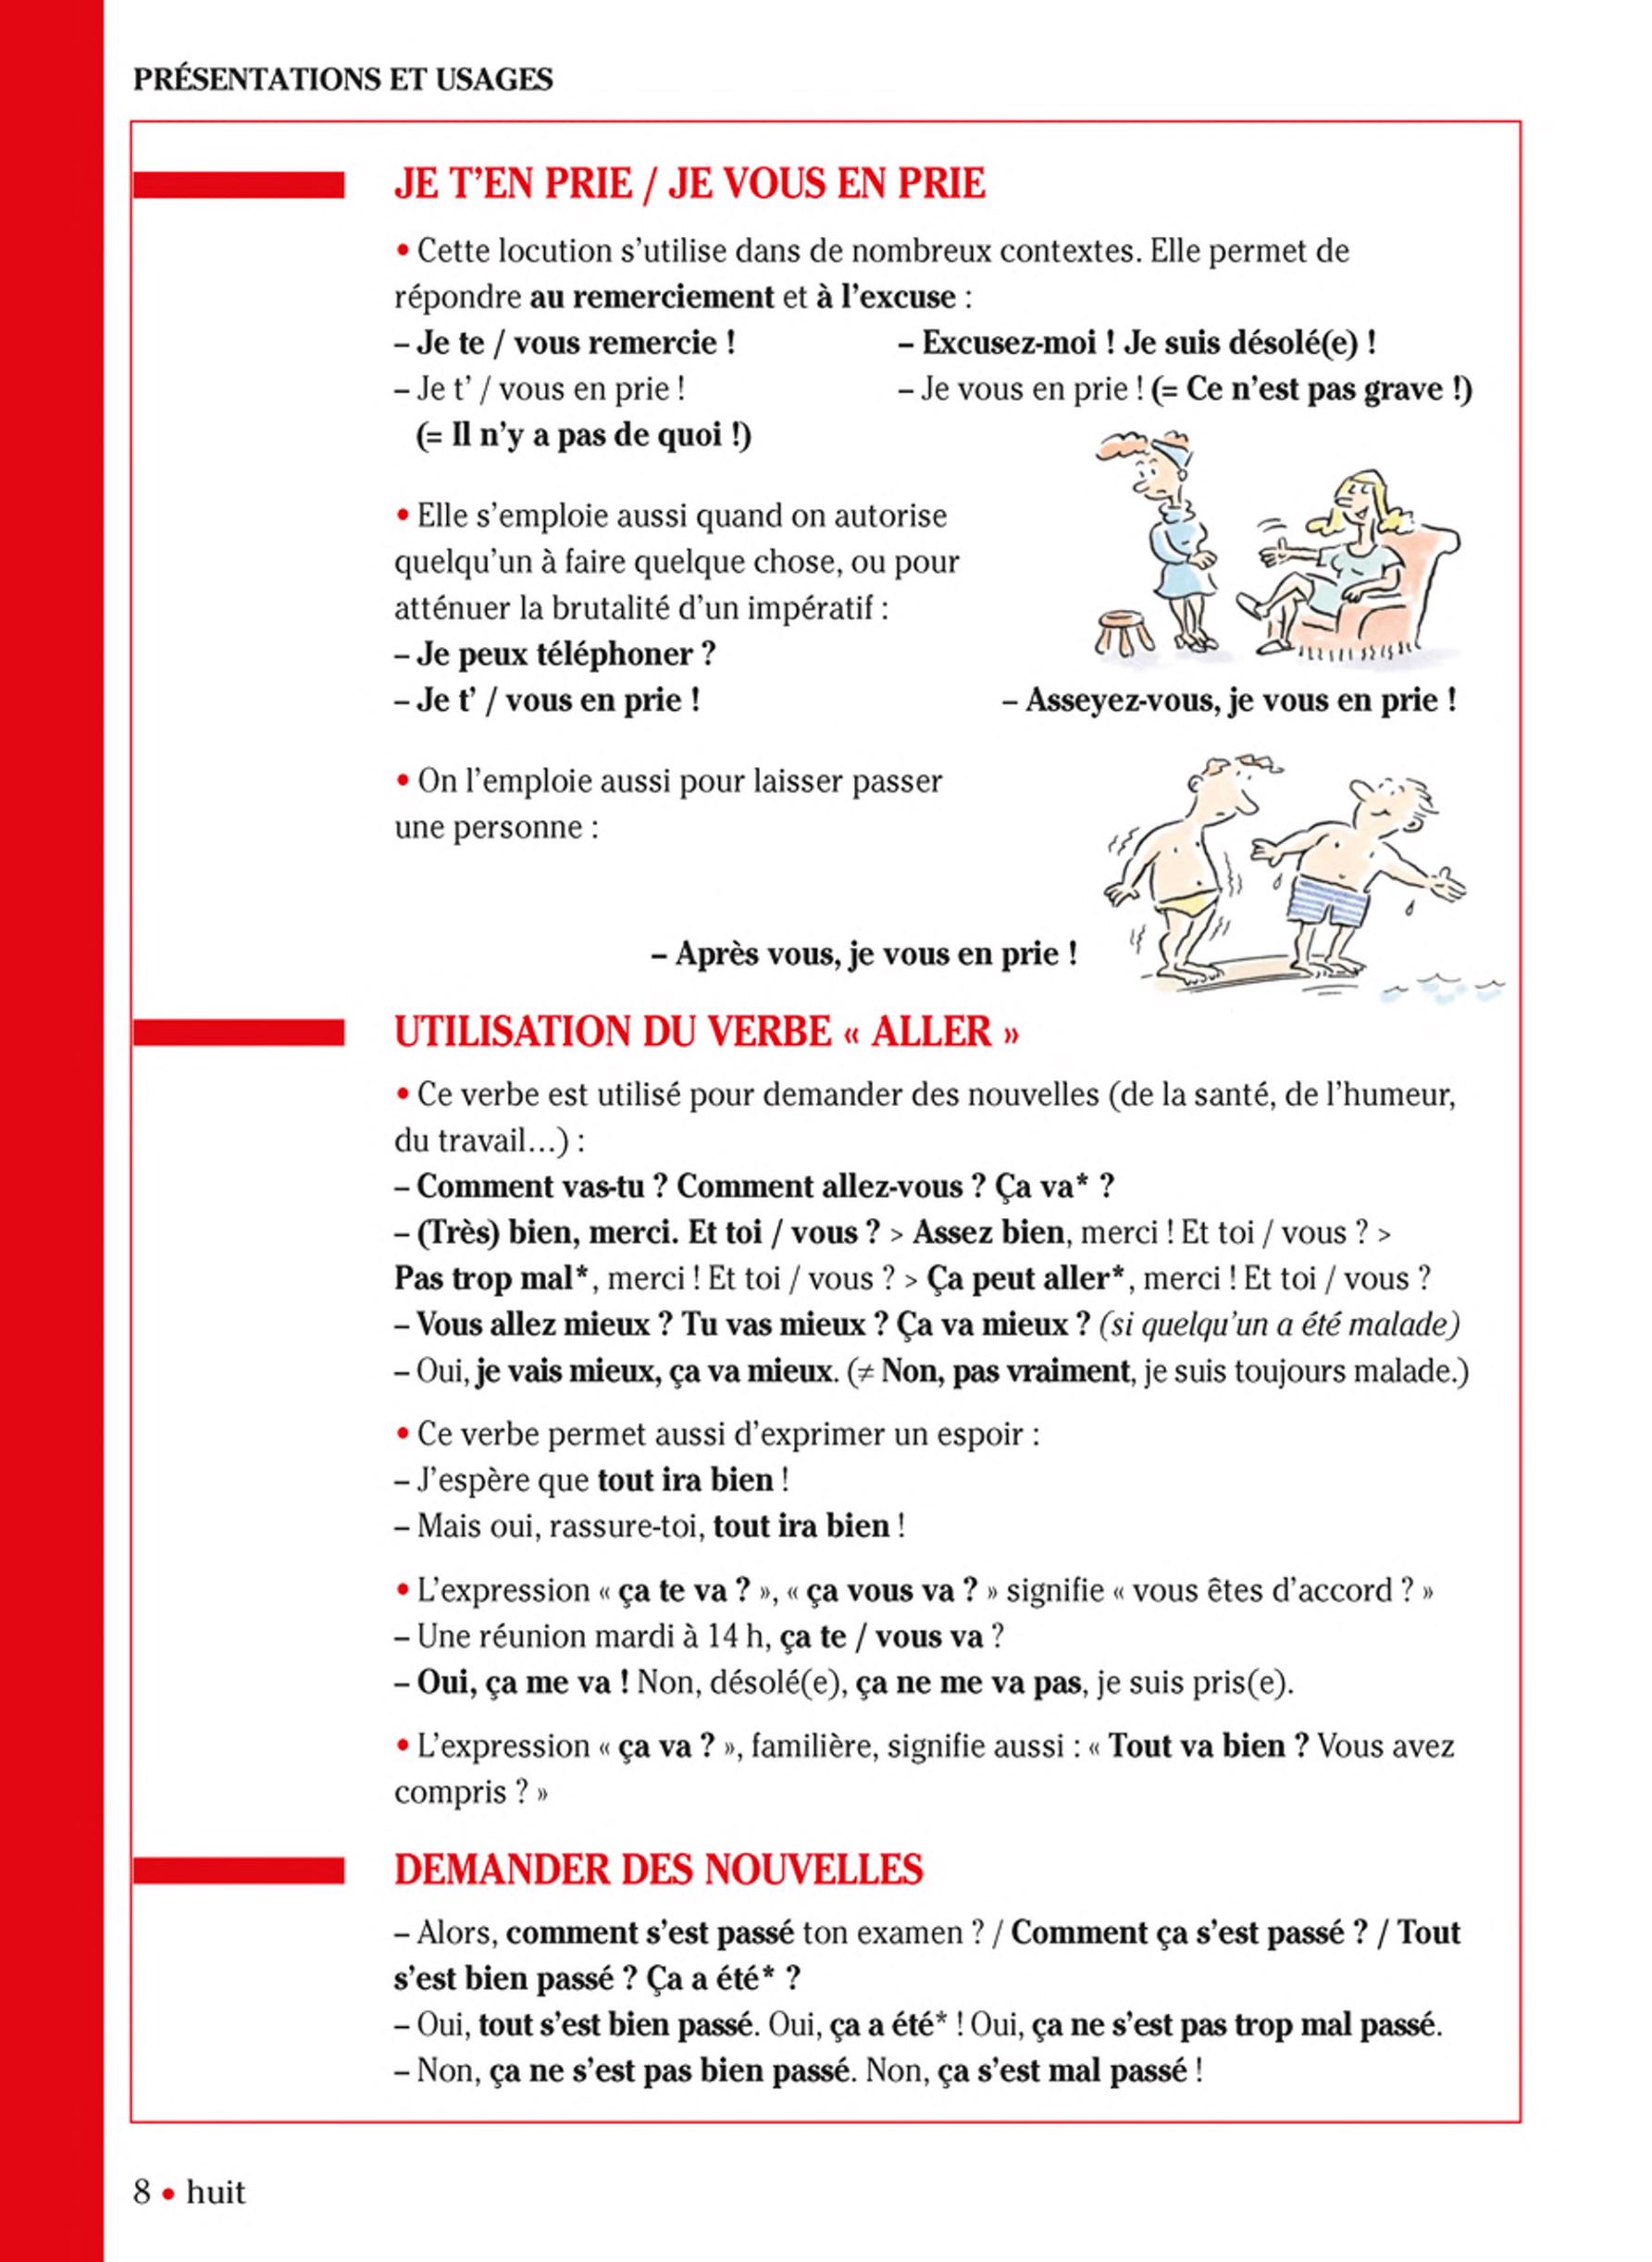 PRÉSENTATIONS ET USAGES
JE T’EN PRIE / JE VOUS EN PRIE
• Cette locution s’utilise dans de nombreux contextes. Elle permet de
répondre au remerciement et à l’excuse :
– Je te / vous remercie !
– Je t’ / vous en prie !
(= Il n’y a pas de quoi !)
– Excusez-moi ! Je suis désolé(e) !
– Je vous en prie ! (= Ce n’est pas grave !)
• Elle s’emploie aussi quand on autorise
quelqu’un à faire quelque chose, ou pour
atténuer la brutalité d’un impératif :
– Je peux téléphoner ?
– Je t’ / vous en prie !
– Asseyez-vous, je vous en prie !
• On l’emploie aussi pour laisser passer
une personne :
– Après vous, je vous en prie !
UTILISATION DU VERBE « ALLER »
• Ce verbe est utilisé pour demander des nouvelles (de la santé, de l’humeur,
du travail…) :
– Comment vas-tu ? Comment allez-vous ? Ça va* ?
– (Très) bien, merci. Et toi / vous ? > Assez bien, merci ! Et toi / vous ? >
Pas trop mal*, merci ! Et toi / vous ? > Ça peut aller*, merci ! Et toi / vous ?
– Vous allez mieux ? Tu vas mieux ? Ça va mieux ? (si quelqu’un a été malade)
– Oui, je vais mieux, ça va mieux. (≠ Non, pas vraiment, je suis toujours malade.)
• Ce verbe permet aussi d’exprimer un espoir :
– J’espère que tout ira bien !
– Mais oui, rassure-toi, tout ira bien !
• L’expression « ça te va ? », « ça vous va ? » signifie « vous êtes d’accord ? »
– Une réunion mardi à 14 h, ça te / vous va ?
– Oui, ça me va ! Non, désolé(e), ça ne me va pas, je suis pris(e).
• L’expression « ça va ? », familière, signifie aussi : « Tout va bien ? Vous avez
compris ? »
DEMANDER DES NOUVELLES
– Alors, comment s’est passé ton examen ? / Comment ça s’est passé ? / Tout
s’est bien passé ? Ça a été* ?
– Oui, tout s’est bien passé. Oui, ça a été* ! Oui, ça ne s’est pas trop mal passé.
– Non, ça ne s’est pas bien passé. Non, ça s’est mal passé !
8 • huit